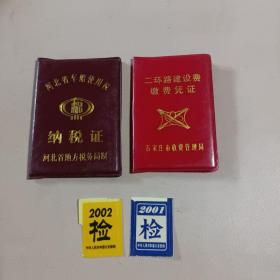 河北省车船使用税
纳税证
河北省地方税务局制
二环路建设费
缴费凭证
石家庄市收费管理局
2002
检
2001
检